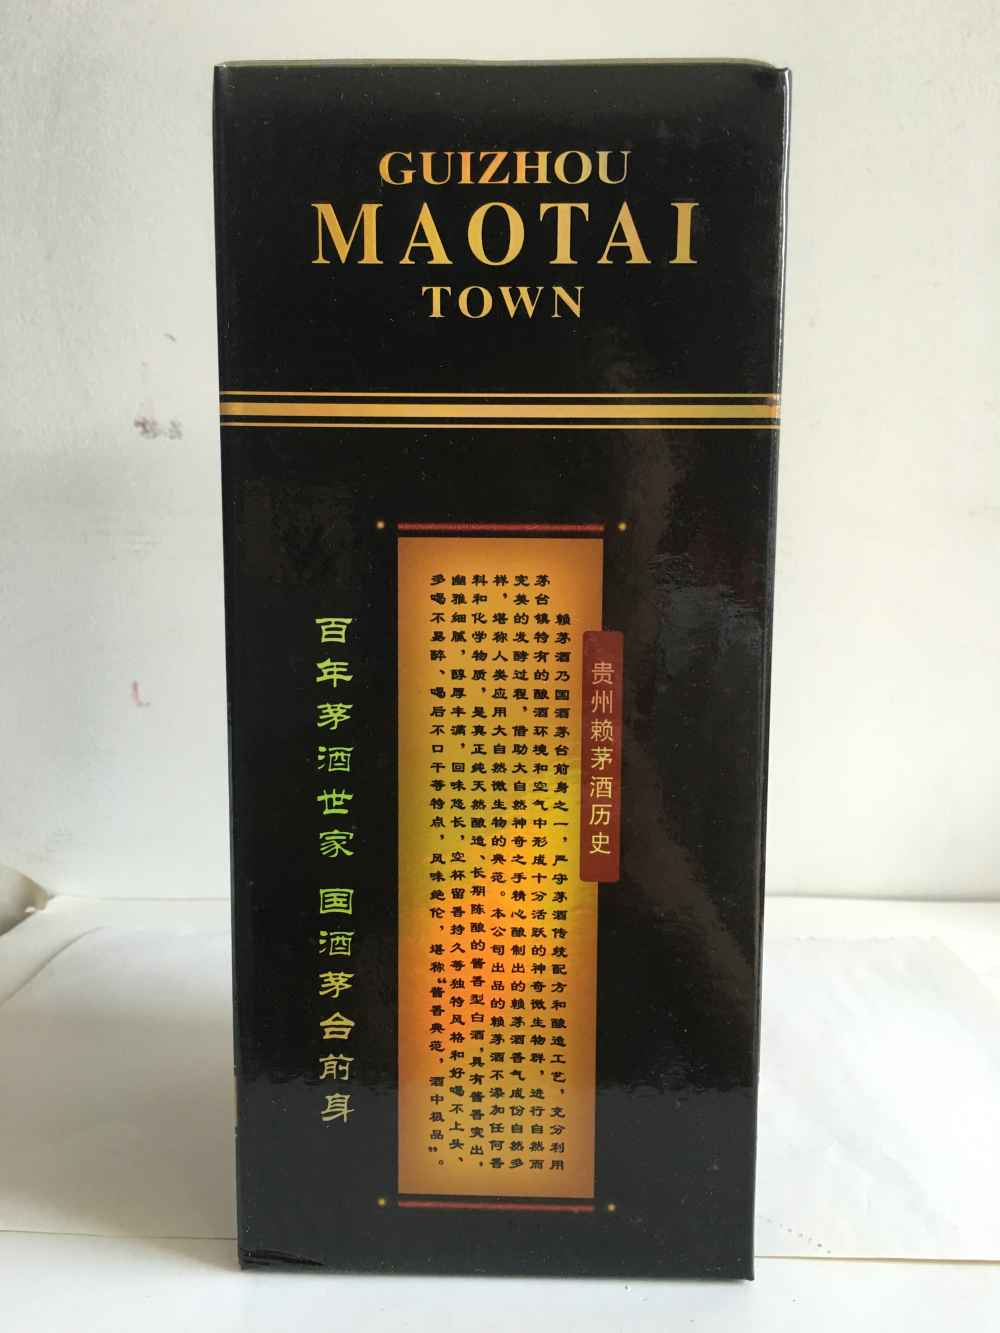 GUIZHOU
MAOTAI
TOWN
贵州赖茅酒历史
赖茅酒乃国酒茅台前身之一，严守茅酒传统配方和酿造工艺，充分利用
茅台镇特有的酿酒环境和空气中形成十分活跃的神奇微生物群，进行自然而
完美的发酵过程，借助大自然神奇之手精心酿制出的赖茅酒香气成份自然多
样，堪称人类应用大自然微生物的典范。本公司出品的赖茅酒不添加任何香
料和化学物质，是真正纯天然酿造、长期陈酿的酱香型白酒，具有酱香突出，
幽雅细腻，醇厚丰满，回味悠长，空杯留香持久等独特风格和好喝不上头、
多喝不易醉、喝后不口干等特点，风味绝伦，堪称“酱香典范，酒中极品”。
百年茅酒世家 国酒茅台前身